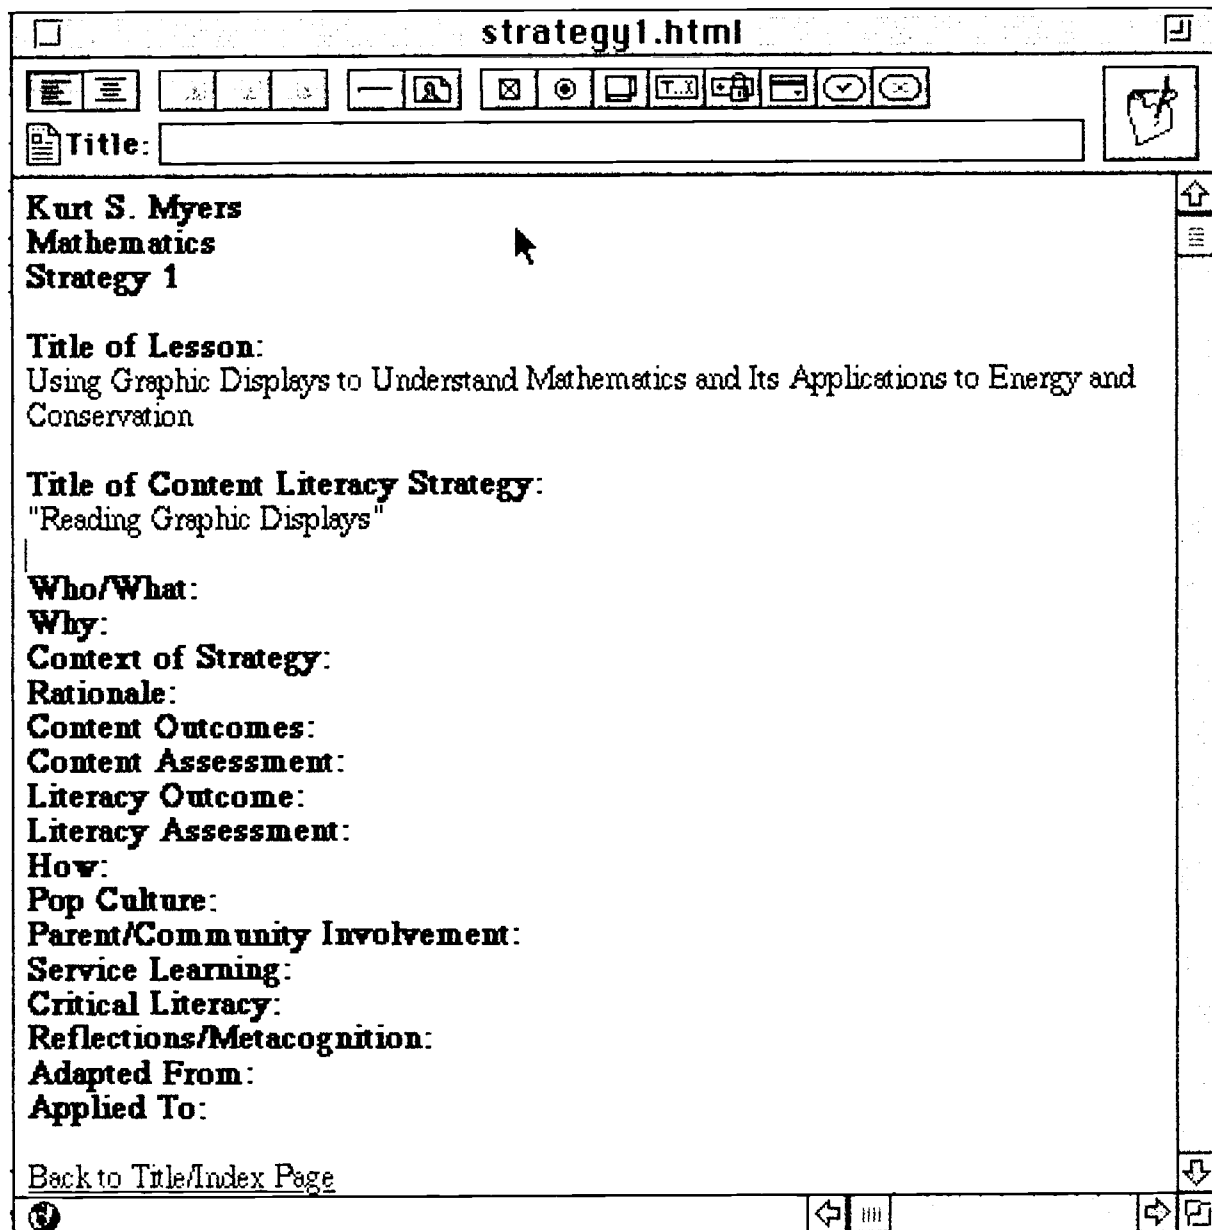 strategy1.html
Title:
Kurt S. Myers
Mathematics
Strategy 1
Title of Lesson:
Using Graphic Displays to Understand Mathematics and Its Applications to Energy and
Conservation
Title of Content Literacy Strategy:
"Reading Graphic Displays"
Who/What:
Why:
Context of Strategy:
Rationale:
Content Outcomes:
Content Assessment:
Literacy Outcome:
Literacy Assessment:
How:
Pop Culture:
Parent/Community Involvement:
Service Learning:
Critical Literacy:
Reflections/Metacognition:
Adapted From:
Applied To:
Back to Title/Index Page